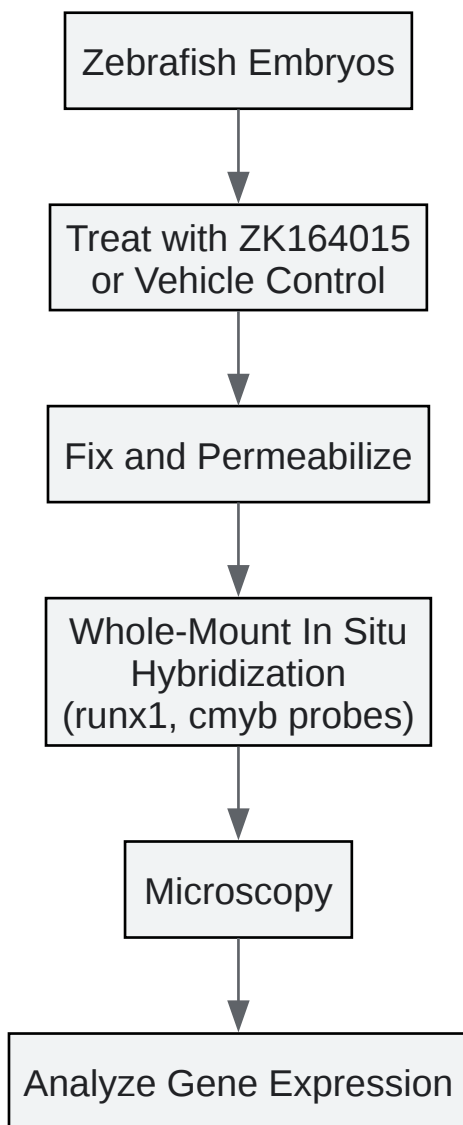 Zebrafish Embryos
Treat with ZK164015
or Vehicle Control
Fix and Permeabilize
Whole-Mount In Situ
Hybridization
(runx1, cmyb probes)
Microscopy
Analyze Gene Expression